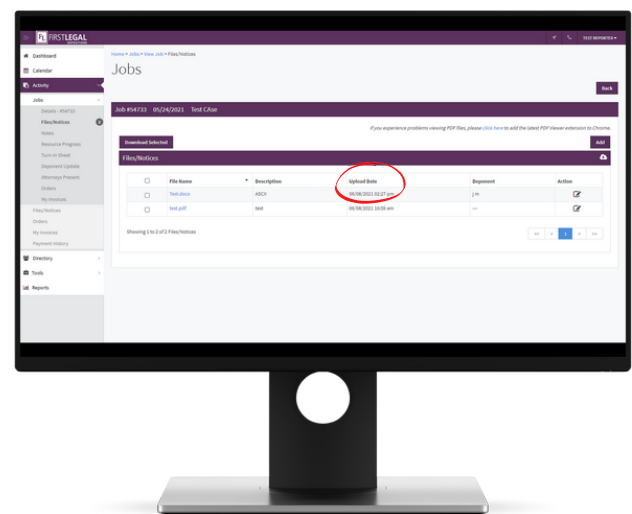 FL FIRSTLEGAL
TEST REPORTER
Dashboard
Calendar
Activity
Jobs
Details - #54733
Files/Notices 2
Notes
Resource Progress
Turn-in Sheet
Deponent Update
Attorneys Present
Orders
My Invoices
Files/Notices
Orders
My Invoices
Payment History
Directory
Tools
Reports
Home > Jobs > View Job > Files/Notices
Jobs
Back
Job #54733 05/24/2021 Test CAse
If you experience problems viewing PDF files, please click here to add the latest PDF Viewer extension to Chrome.
Download Selected Add
Files/Notices
File Name Description Upload Date Deponent Action
Test.docx ASCII 06/08/2021 02:27 pm j m
test.pdf test 06/08/2021 10:59 am ---
Showing 1 to 2 of 2 Files/Notices
<< < 1 > >>